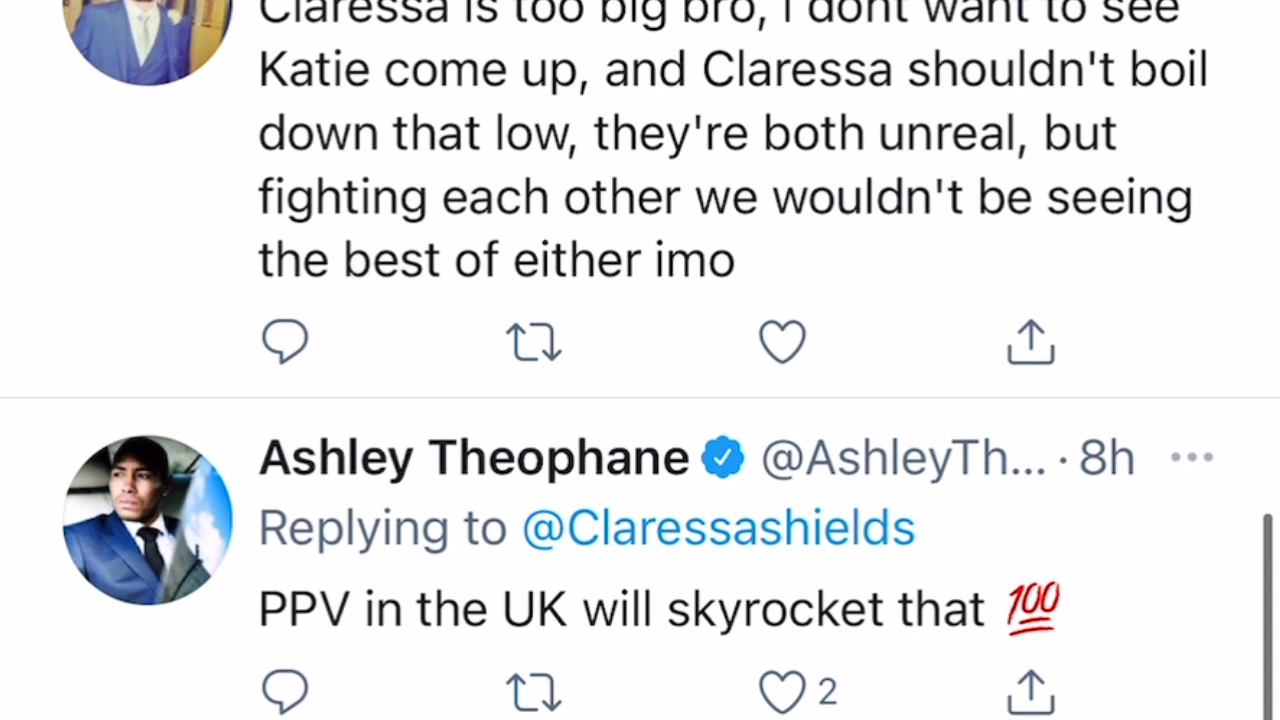 Claressa is too big bro, I dont want to see
Katie come up, and Claressa shouldn't boil
down that low, they're both unreal, but
fighting each other we wouldn't be seeing
the best of either imo
Ashley Theophane @AshleyTh... · 8h
Replying to @Claressashields
PPV in the UK will skyrocket that 💯
2